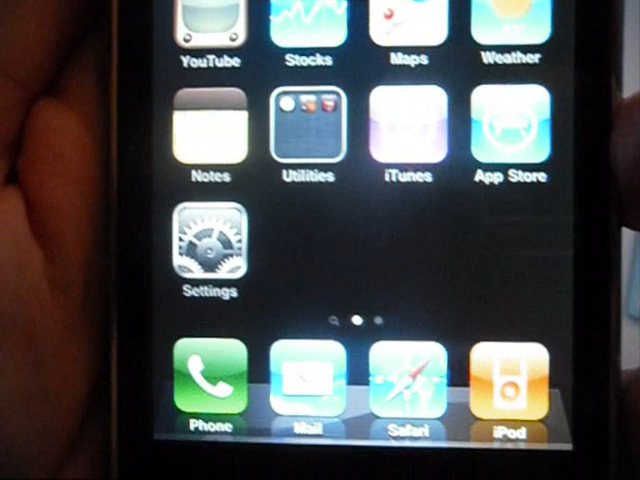 YouTube Stocks Maps Weather
Notes Utilities iTunes App Store
Settings
Phone Mail Safari iPod